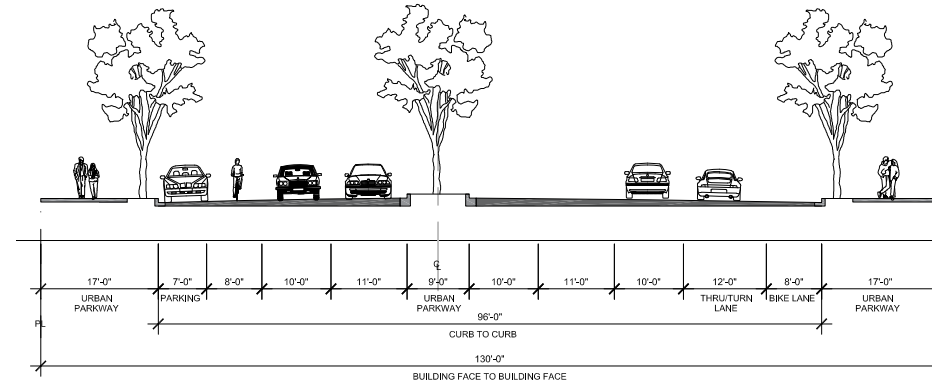 ℄
17'-0" 7'-0" 8'-0" 10'-0" 11'-0" 9'-0" 10'-0" 11'-0" 10'-0" 12'-0" 8'-0" 17'-0"
URBAN PARKING URBAN THRU/TURN BIKE LANE URBAN
PARKWAY PARKWAY LANE PARKWAY
PL 96'-0"
CURB TO CURB
130'-0"
BUILDING FACE TO BUILDING FACE